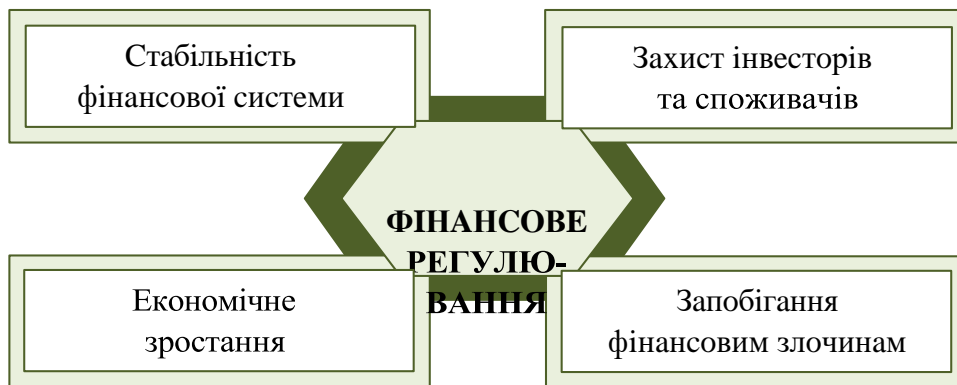 Стабільність
фінансової системи
Захист інвесторів
та споживачів
ФІНАНСОВЕ
РЕГУЛЮ-
ВАННЯ
Економічне
зростання
Запобігання
фінансовим злочинам